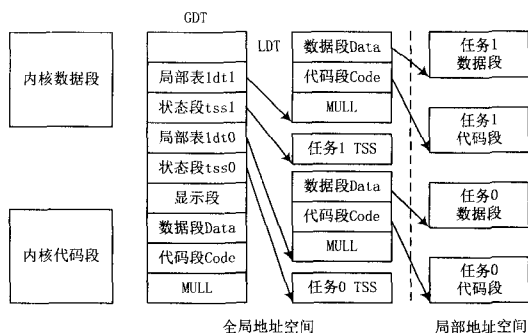 GDT
LDT
内核数据段
内核代码段
局部表ldt1
状态段tss1
局部表ldt0
状态段tss0
显示段
数据段Data
代码段Code
MULL
数据段Data
代码段Code
MULL
任务1 TSS
数据段Data
代码段Code
MULL
任务0 TSS
任务1
数据段
任务1
代码段
任务0
数据段
任务0
代码段
全局地址空间
局部地址空间